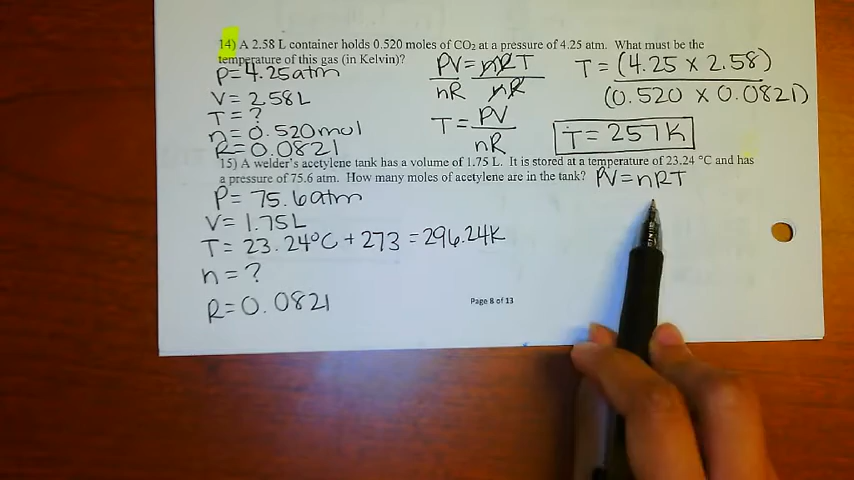 14) A 2.58 L container holds 0.520 moles of CO₂ at a pressure of 4.25 atm. What must be the
temperature of this gas (in Kelvin)?
P=4.25atm
V=2.58L
T=?
n=0.520mol
R=0.0821
PV=nRT
nR nR
T=PV
nR
T=(4.25 x 2.58)
(0.520 x 0.0821)
T=257K
15) A welder's acetylene tank has a volume of 1.75 L. It is stored at a temperature of 23.24 °C and has
a pressure of 75.6 atm. How many moles of acetylene are in the tank? PV=nRT
P=75.6atm
V=1.75L
T=23.24°C+273=296.24K
n=?
R=0.0821
Page 8 of 13